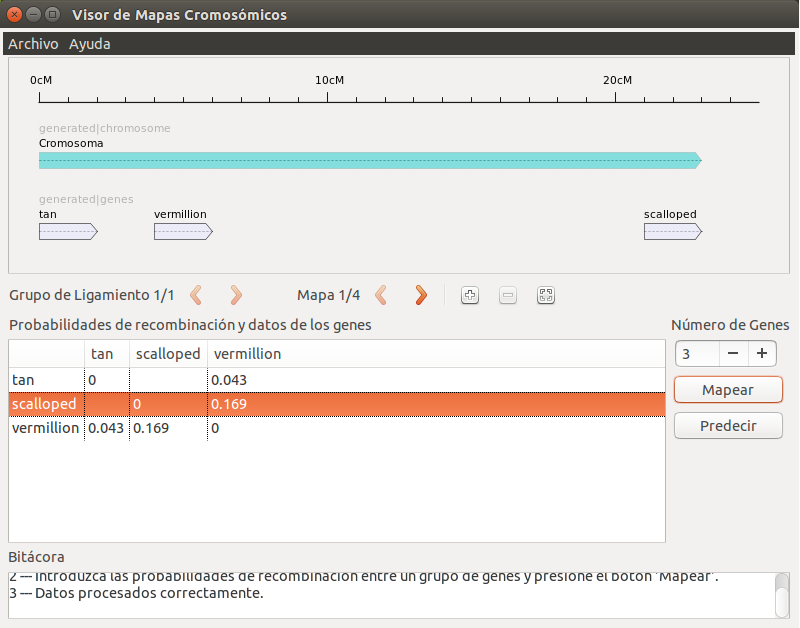 Visor de Mapas Cromosómicos
Archivo Ayuda
0cM 10cM 20cM
generated|chromosome
Cromosoma
generated|genes
tan vermillion scalloped
Grupo de Ligamiento 1/1 Mapa 1/4
Probabilidades de recombinación y datos de los genes Número de Genes
tan scalloped vermillion
3
tan 0 0.043
Mapear
scalloped 0 0.169
vermillion 0.043 0.169 0
Predecir
Bitácora
2 --- Introduzca las probabilidades de recombinación entre un grupo de genes y presione el botón 'Mapear'.
3 --- Datos procesados correctamente.